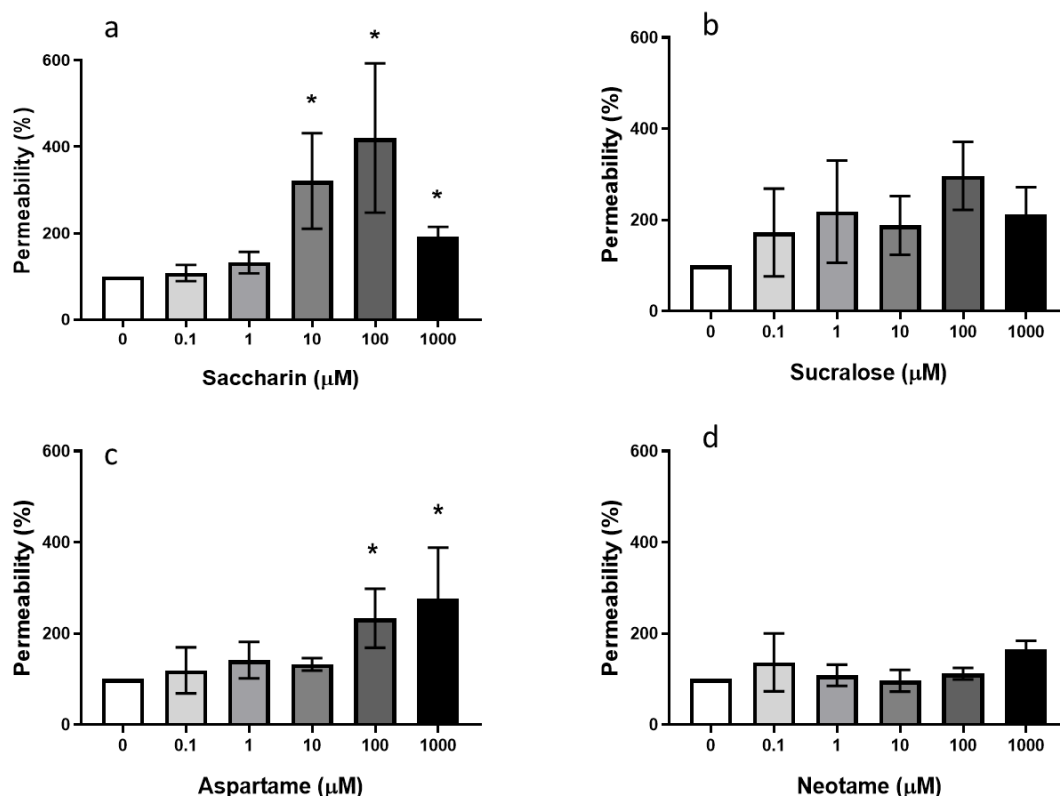 a
600
400
200
0
Permeability (%)
*
*
*
0 0.1 1 10 100 1000
Saccharin (μM)
b
600
400
200
0
Permeability (%)
0 0.1 1 10 100 1000
Sucralose (μM)
c
600
400
200
0
Permeability (%)
*
*
0 0.1 1 10 100 1000
Aspartame (μM)
d
600
400
200
0
Permeability (%)
0 0.1 1 10 100 1000
Neotame (μM)